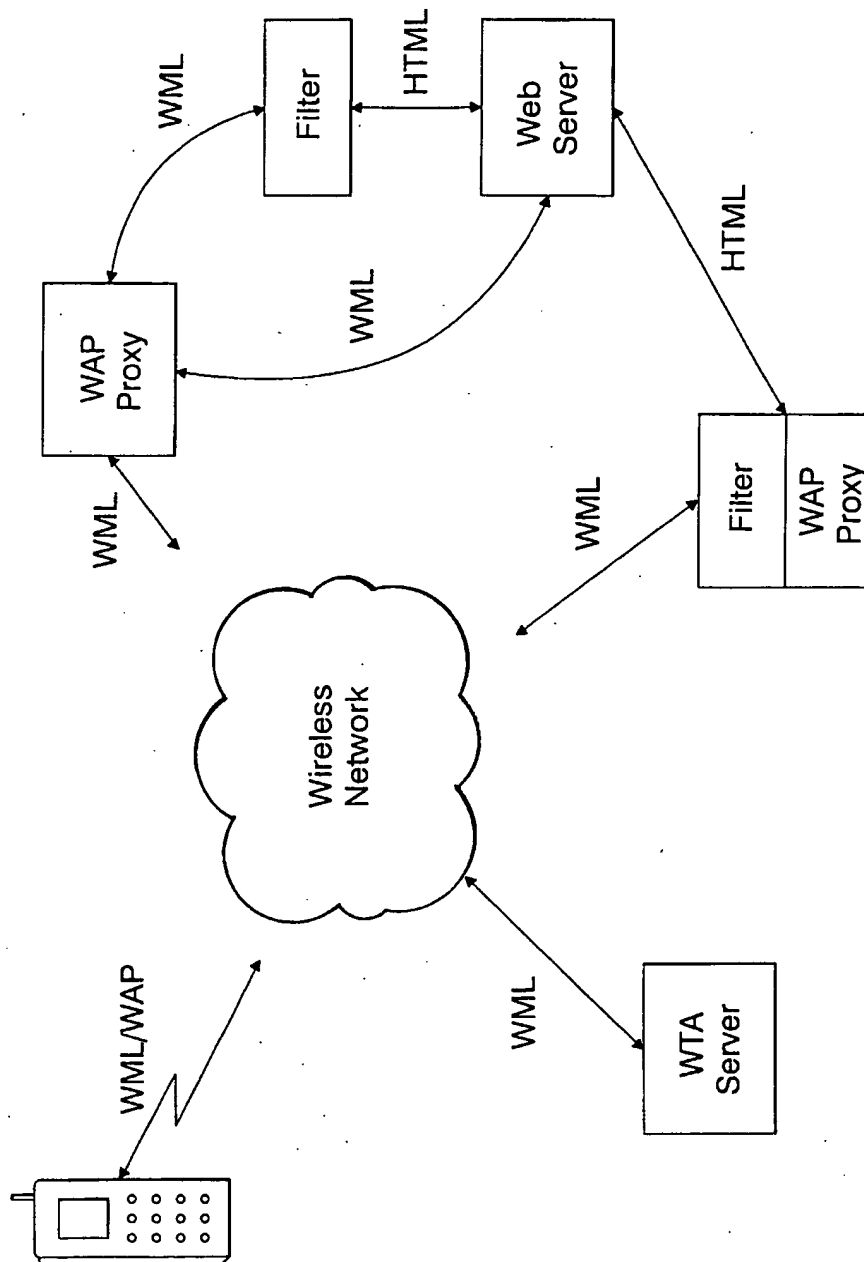 WML/WAP
Wireless
Network
WML
WAP
Proxy
WML
WML
Filter
HTML
Web
Server
WML
WTA
Server
WML
Filter
WAP
Proxy
HTML